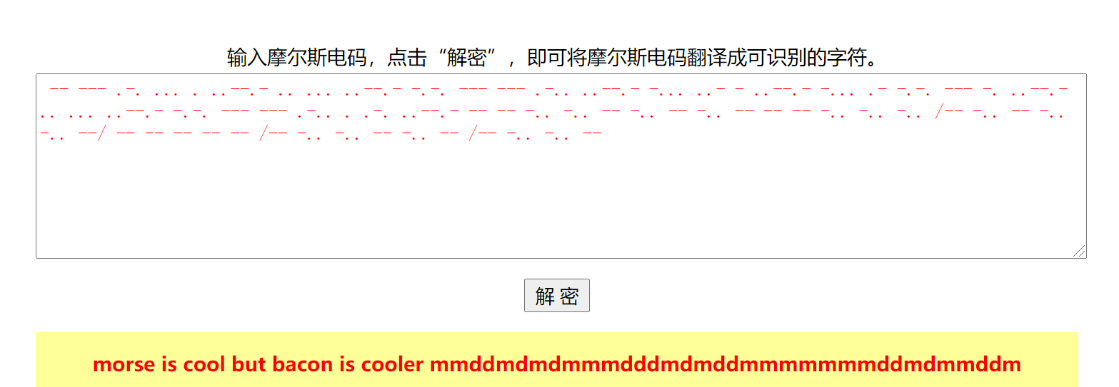 输入摩尔斯电码，点击“解密”，即可将摩尔斯电码翻译成可识别的字符。
-- --- .-. ... . ..--.- .. ... ..--.- -.-. --- --- .-.. ..--.- -... ..- - ..--.- -... .- -.-. --- -. ..--.-
.. ... ..--.- -.-. --- --- .-.. . .-. ..--.- -- -- -.. -.. -- -.. -- -.. -- -- -- -.. -.. -.. /-- -.. -- -..
-.. --/ -- -- -- -- -- /-- -.. -.. -- -.. -- /-- -.. -.. --
解 密
morse is cool but bacon is cooler mmddmdmdmmmdddmdmddmmmmmmmddmdmmddm